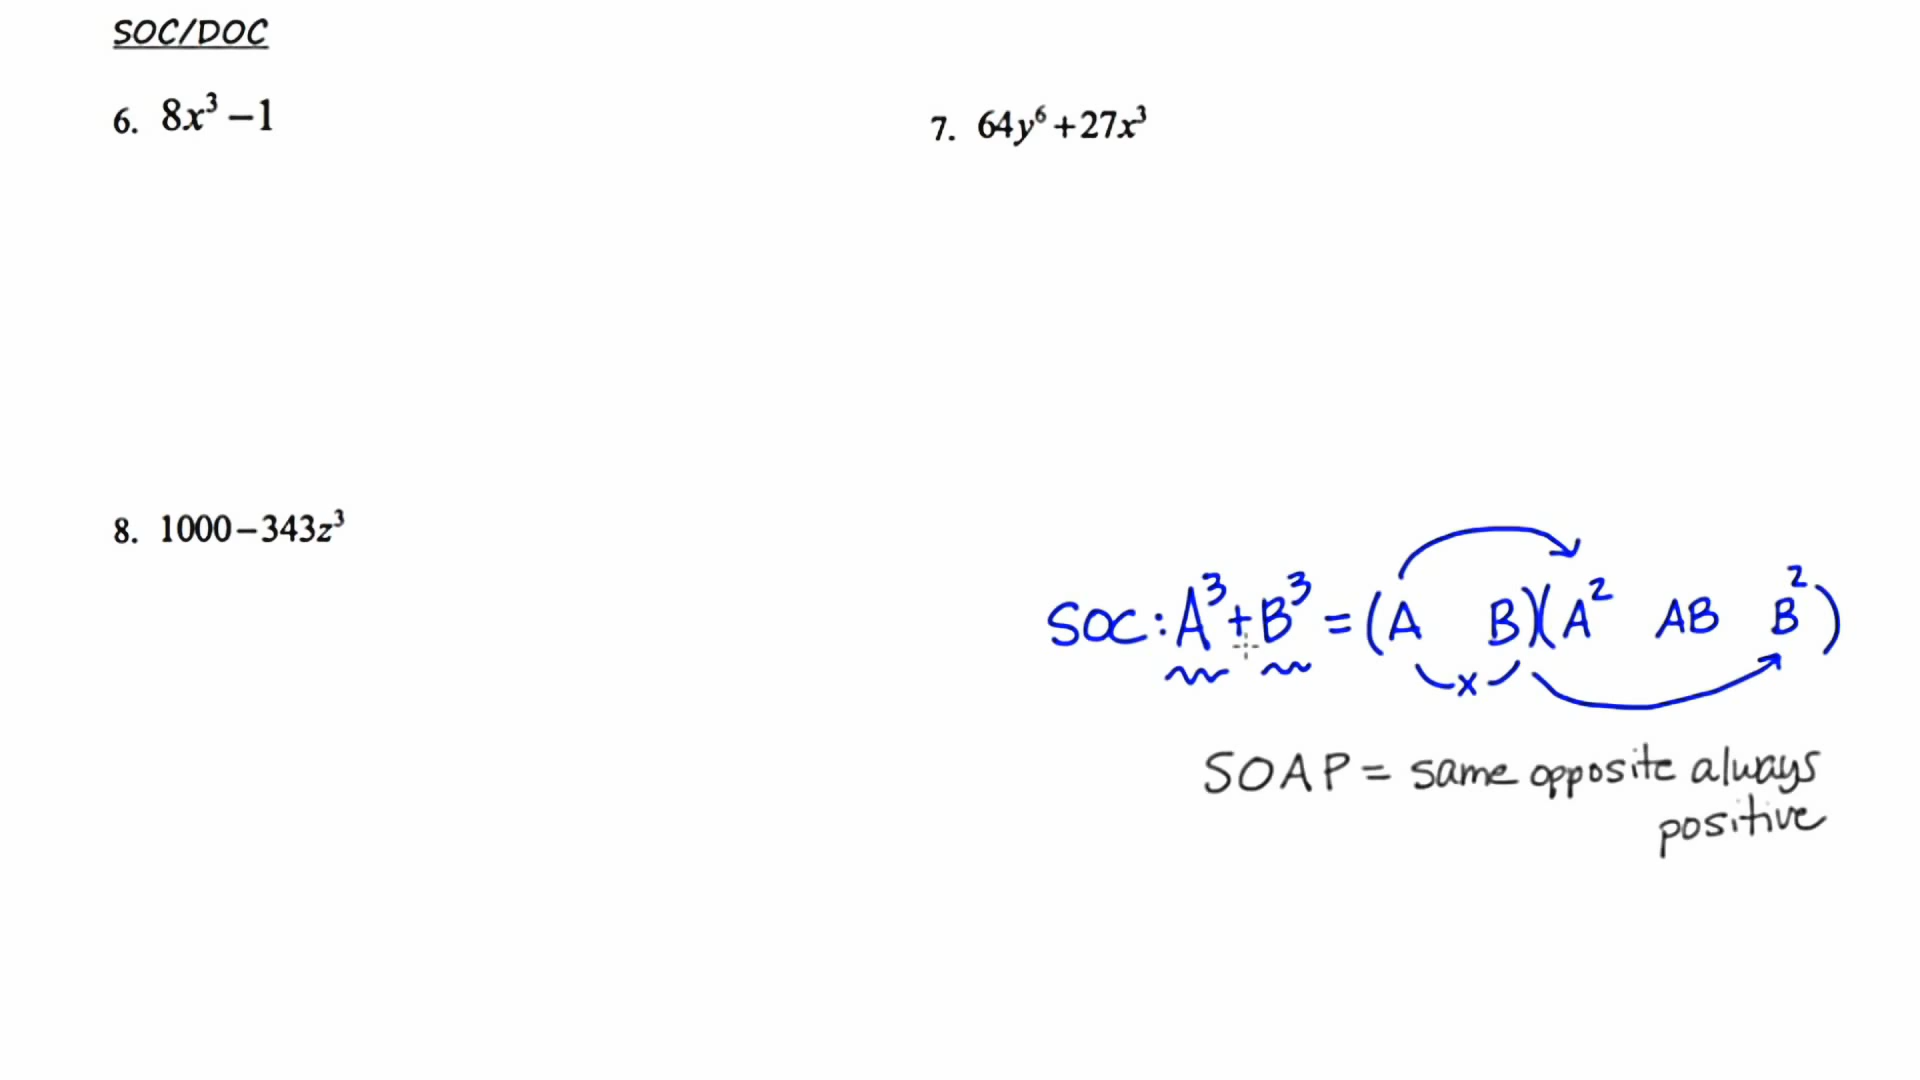 SOC/DOC
6. 8x³ – 1
7. 64y⁶ + 27x³
8. 1000 – 343z³
SOC: A³ + B³ = (A B)(A² AB B²)
x
SOAP = same opposite always
positive